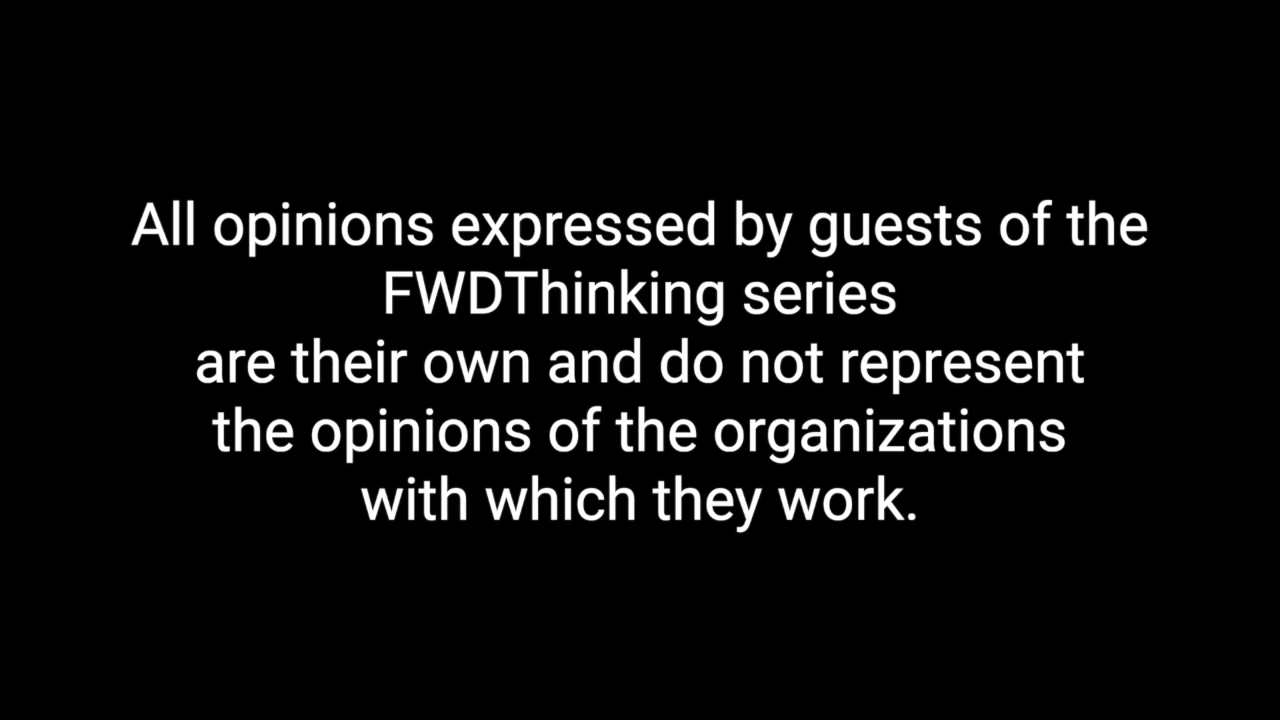 All opinions expressed by guests of the
FWDThinking series
are their own and do not represent
the opinions of the organizations
with which they work.